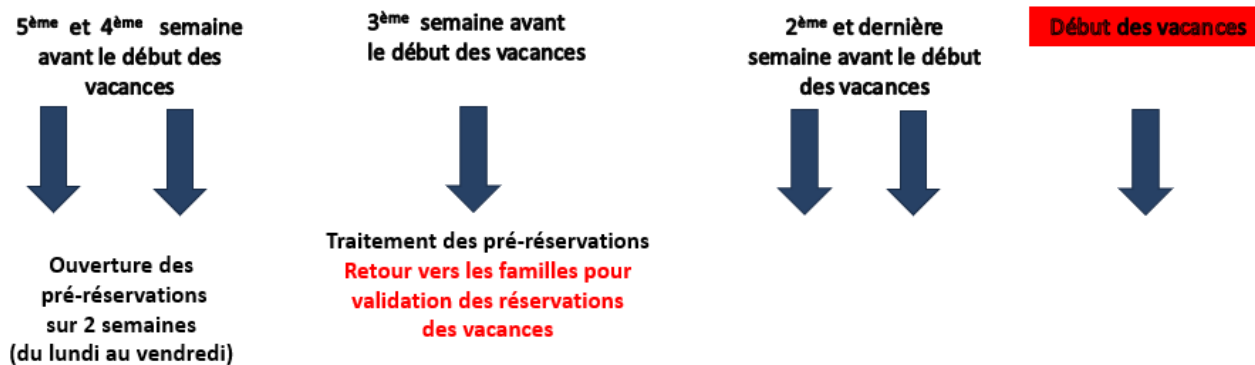 5ème et 4ème semaine
avant le début des
vacances
3ème semaine avant
le début des vacances
2ème et dernière
semaine avant le début
des vacances
Début des vacances
Ouverture des
pré-réservations
sur 2 semaines
(du lundi au vendredi)
Traitement des pré-réservations
Retour vers les familles pour
validation des réservations
des vacances